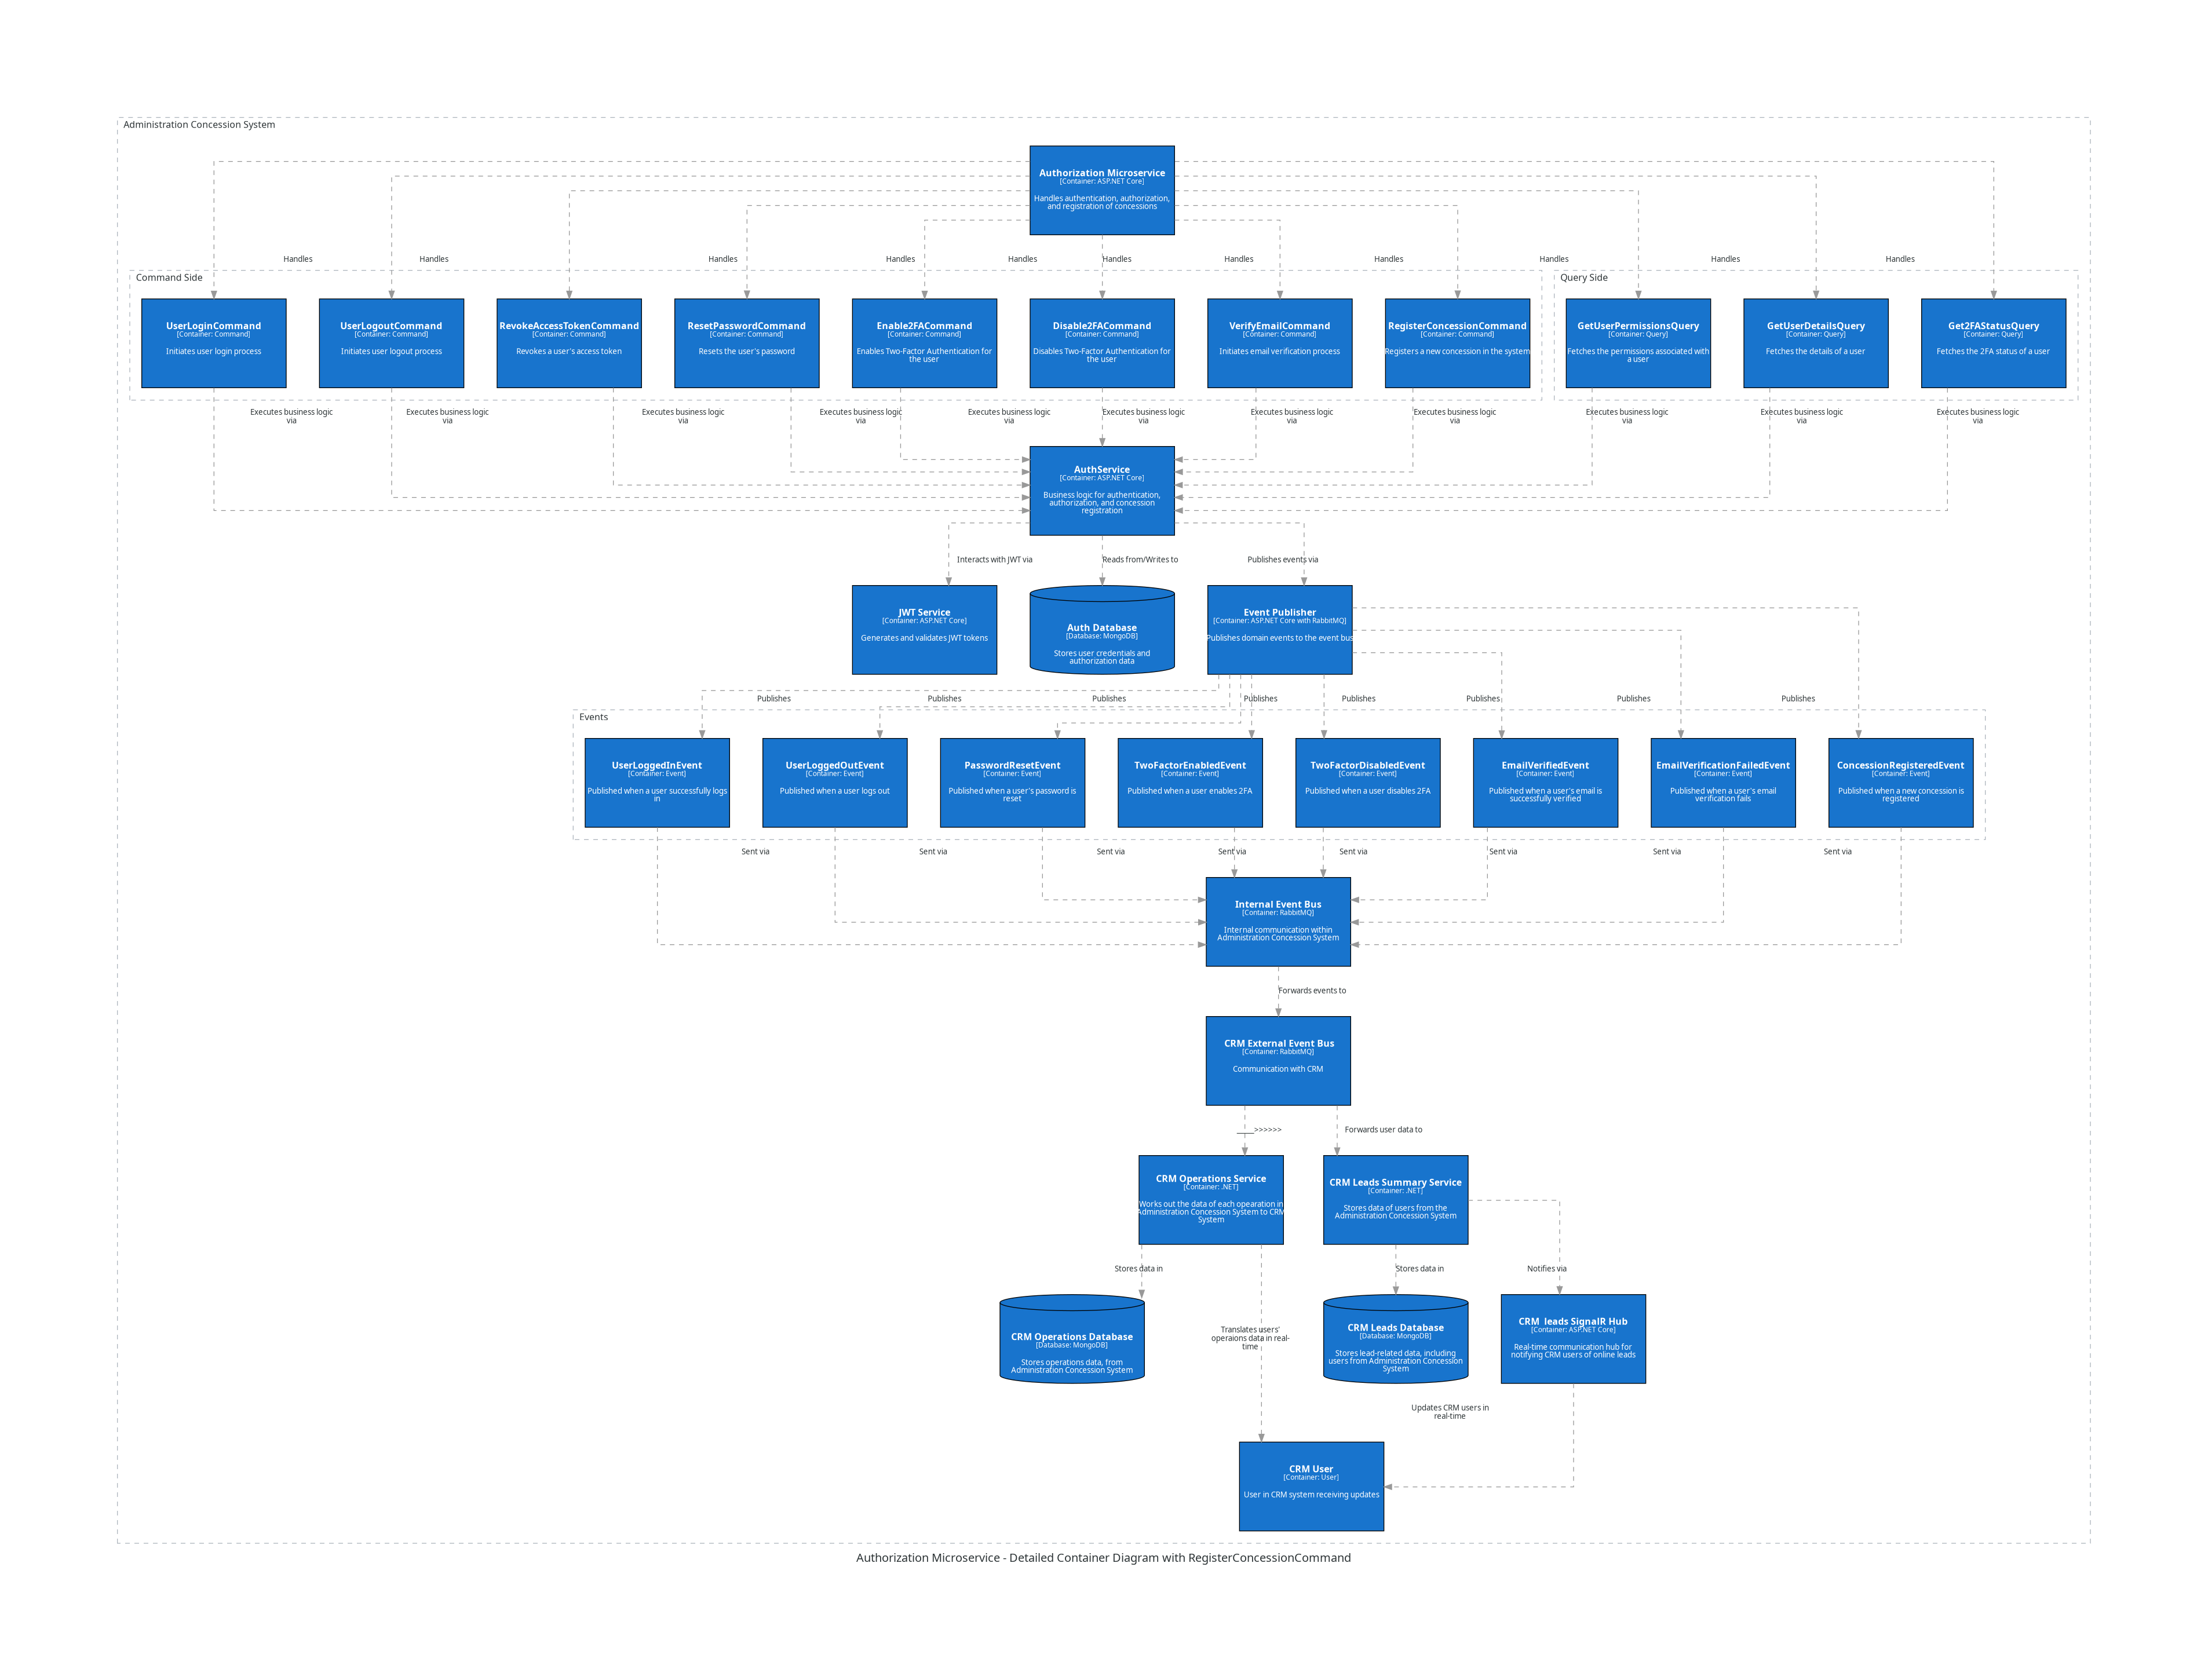 Administration Concession System
Authorization Microservice
[Container: ASP.NET Core]
Handles authentication, authorization,
and registration of concessions
Handles
Handles
Handles
Handles
Handles
Handles
Handles
Handles
Handles
Handles
Handles
Command Side
Query Side
UserLoginCommand
[Container: Command]
Initiates user login process
UserLogoutCommand
[Container: Command]
Initiates user logout process
RevokeAccessTokenCommand
[Container: Command]
Revokes a user's access token
ResetPasswordCommand
[Container: Command]
Resets the user's password
Enable2FACommand
[Container: Command]
Enables Two-Factor Authentication for
the user
Disable2FACommand
[Container: Command]
Disables Two-Factor Authentication for
the user
VerifyEmailCommand
[Container: Command]
Initiates email verification process
RegisterConcessionCommand
[Container: Command]
Registers a new concession in the system
GetUserPermissionsQuery
[Container: Query]
Fetches the permissions associated with
a user
GetUserDetailsQuery
[Container: Query]
Fetches the details of a user
Get2FAStatusQuery
[Container: Query]
Fetches the 2FA status of a user
Executes business logic
via
Executes business logic
via
Executes business logic
via
Executes business logic
via
Executes business logic
via
Executes business logic
via
Executes business logic
via
Executes business logic
via
Executes business logic
via
Executes business logic
via
Executes business logic
via
AuthService
[Container: ASP.NET Core]
Business logic for authentication,
authorization, and concession
registration
Interacts with JWT via
Reads from/Writes to
Publishes events via
JWT Service
[Container: ASP.NET Core]
Generates and validates JWT tokens
Auth Database
[Database: MongoDB]
Stores user credentials and
authorization data
Event Publisher
[Container: ASP.NET Core with RabbitMQ]
Publishes domain events to the event bus
Publishes
Publishes
Publishes
Publishes
Publishes
Publishes
Publishes
Publishes
Events
UserLoggedInEvent
[Container: Event]
Published when a user successfully logs
in
UserLoggedOutEvent
[Container: Event]
Published when a user logs out
PasswordResetEvent
[Container: Event]
Published when a user's password is
reset
TwoFactorEnabledEvent
[Container: Event]
Published when a user enables 2FA
TwoFactorDisabledEvent
[Container: Event]
Published when a user disables 2FA
EmailVerifiedEvent
[Container: Event]
Published when a user's email is
successfully verified
EmailVerificationFailedEvent
[Container: Event]
Published when a user's email
verification fails
ConcessionRegisteredEvent
[Container: Event]
Published when a new concession is
registered
Sent via
Sent via
Sent via
Sent via
Sent via
Sent via
Sent via
Sent via
Internal Event Bus
[Container: RabbitMQ]
Internal communication within
Administration Concession System
Forwards events to
CRM External Event Bus
[Container: RabbitMQ]
Communication with CRM
____>>>>>>
Forwards user data to
CRM Operations Service
[Container: .NET]
Works out the data of each opearation in
Administration Concession System to CRM
System
CRM Leads Summary Service
[Container: .NET]
Stores data of users from the
Administration Concession System
Stores data in
Stores data in
Notifies via
CRM Operations Database
[Database: MongoDB]
Stores operations data, from
Administration Concession System
Translates users'
operaions data in real-
time
CRM Leads Database
[Database: MongoDB]
Stores lead-related data, including
users from Administration Concession
System
CRM  leads SignalR Hub
[Container: ASP.NET Core]
Real-time communication hub for
notifying CRM users of online leads
Updates CRM users in
real-time
CRM User
[Container: User]
User in CRM system receiving updates
Authorization Microservice - Detailed Container Diagram with RegisterConcessionCommand